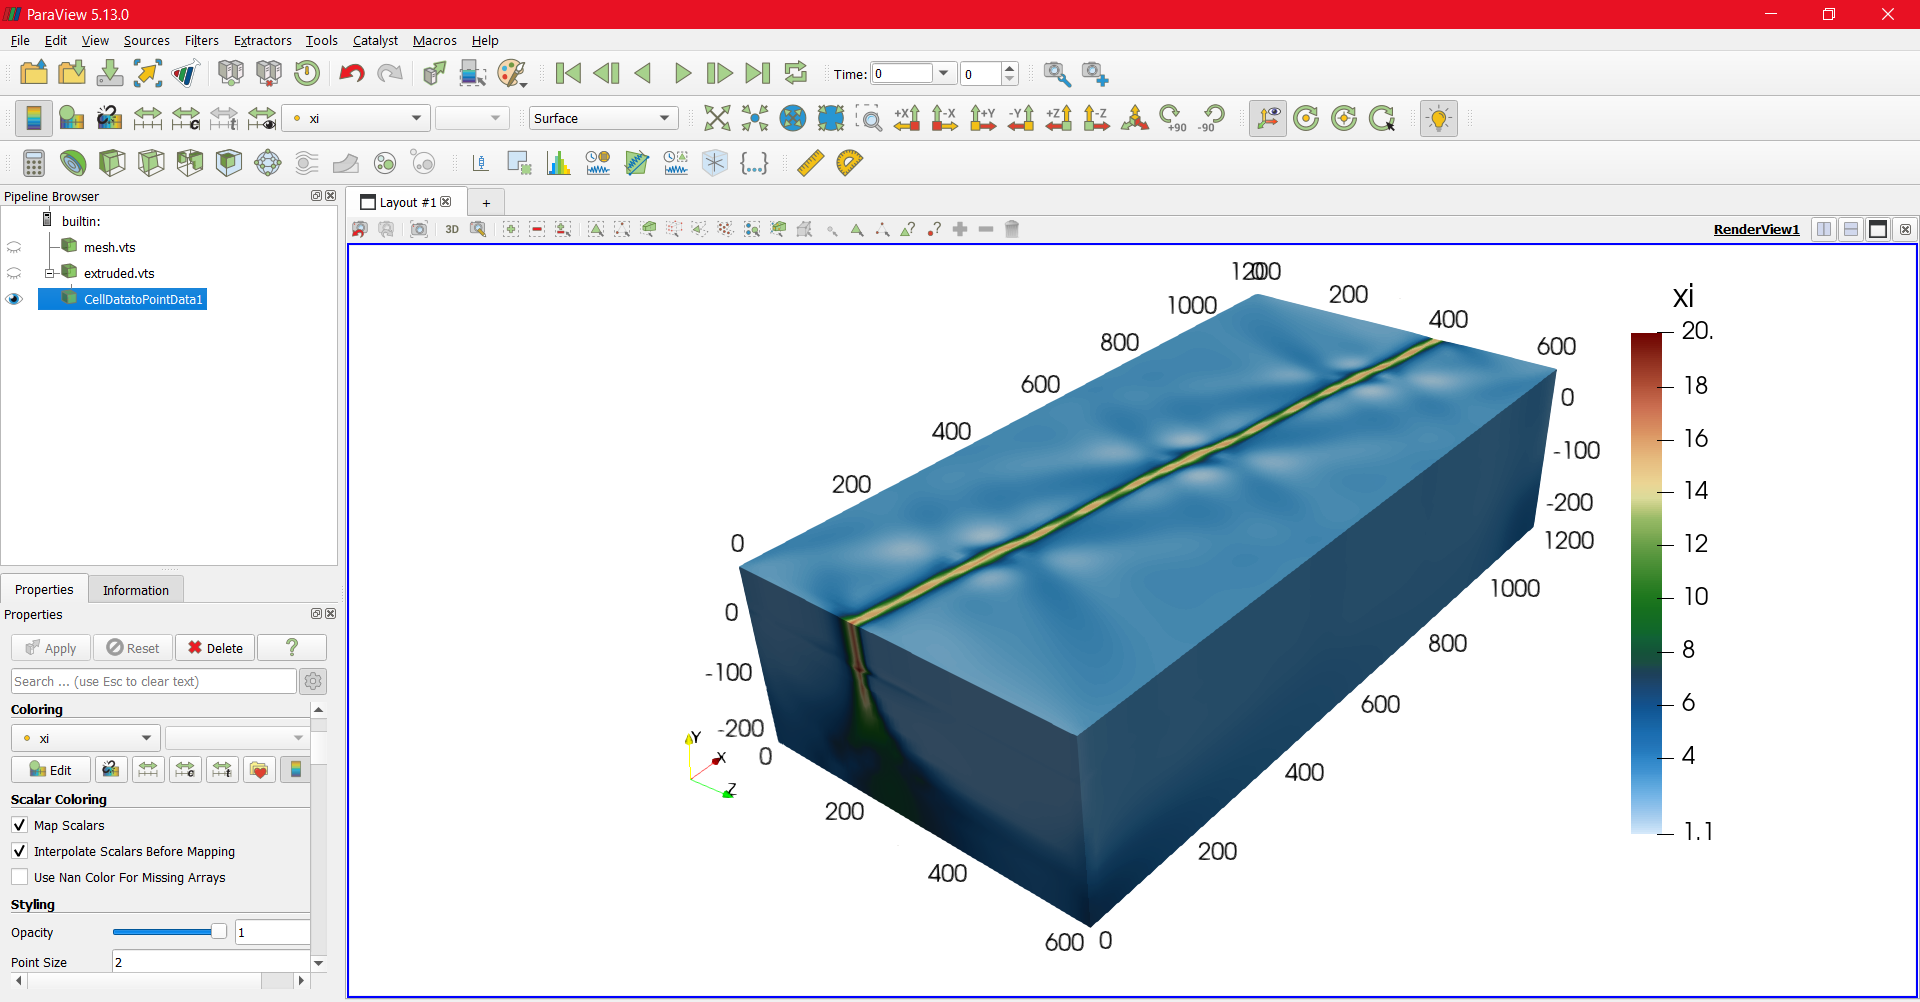 ParaView 5.13.0
File Edit View Sources Filters Extractors Tools Catalyst Macros Help
Time: 0 0
xi Surface +X -X +Y -Y +Z -Z +90 -90
Pipeline Browser
builtin:
mesh.vts
extruded.vts
CellDatatoPointData1
Layout #1 +
3D RenderView1
Properties Information
Properties
Apply Reset Delete ?
Search ... (use Esc to clear text)
Coloring
xi
Edit
Scalar Coloring
Map Scalars
Interpolate Scalars Before Mapping
Use Nan Color For Missing Arrays
Styling
Opacity 1
Point Size 2
1200
0
1000
800
600
400
200
0
200
400
600
0
-100
-200
1200
1000
800
600
400
200
0
0
-100
-200
0
200
400
600
Y
X
Z
xi
20.
18
16
14
12
10
8
6
4
1.1